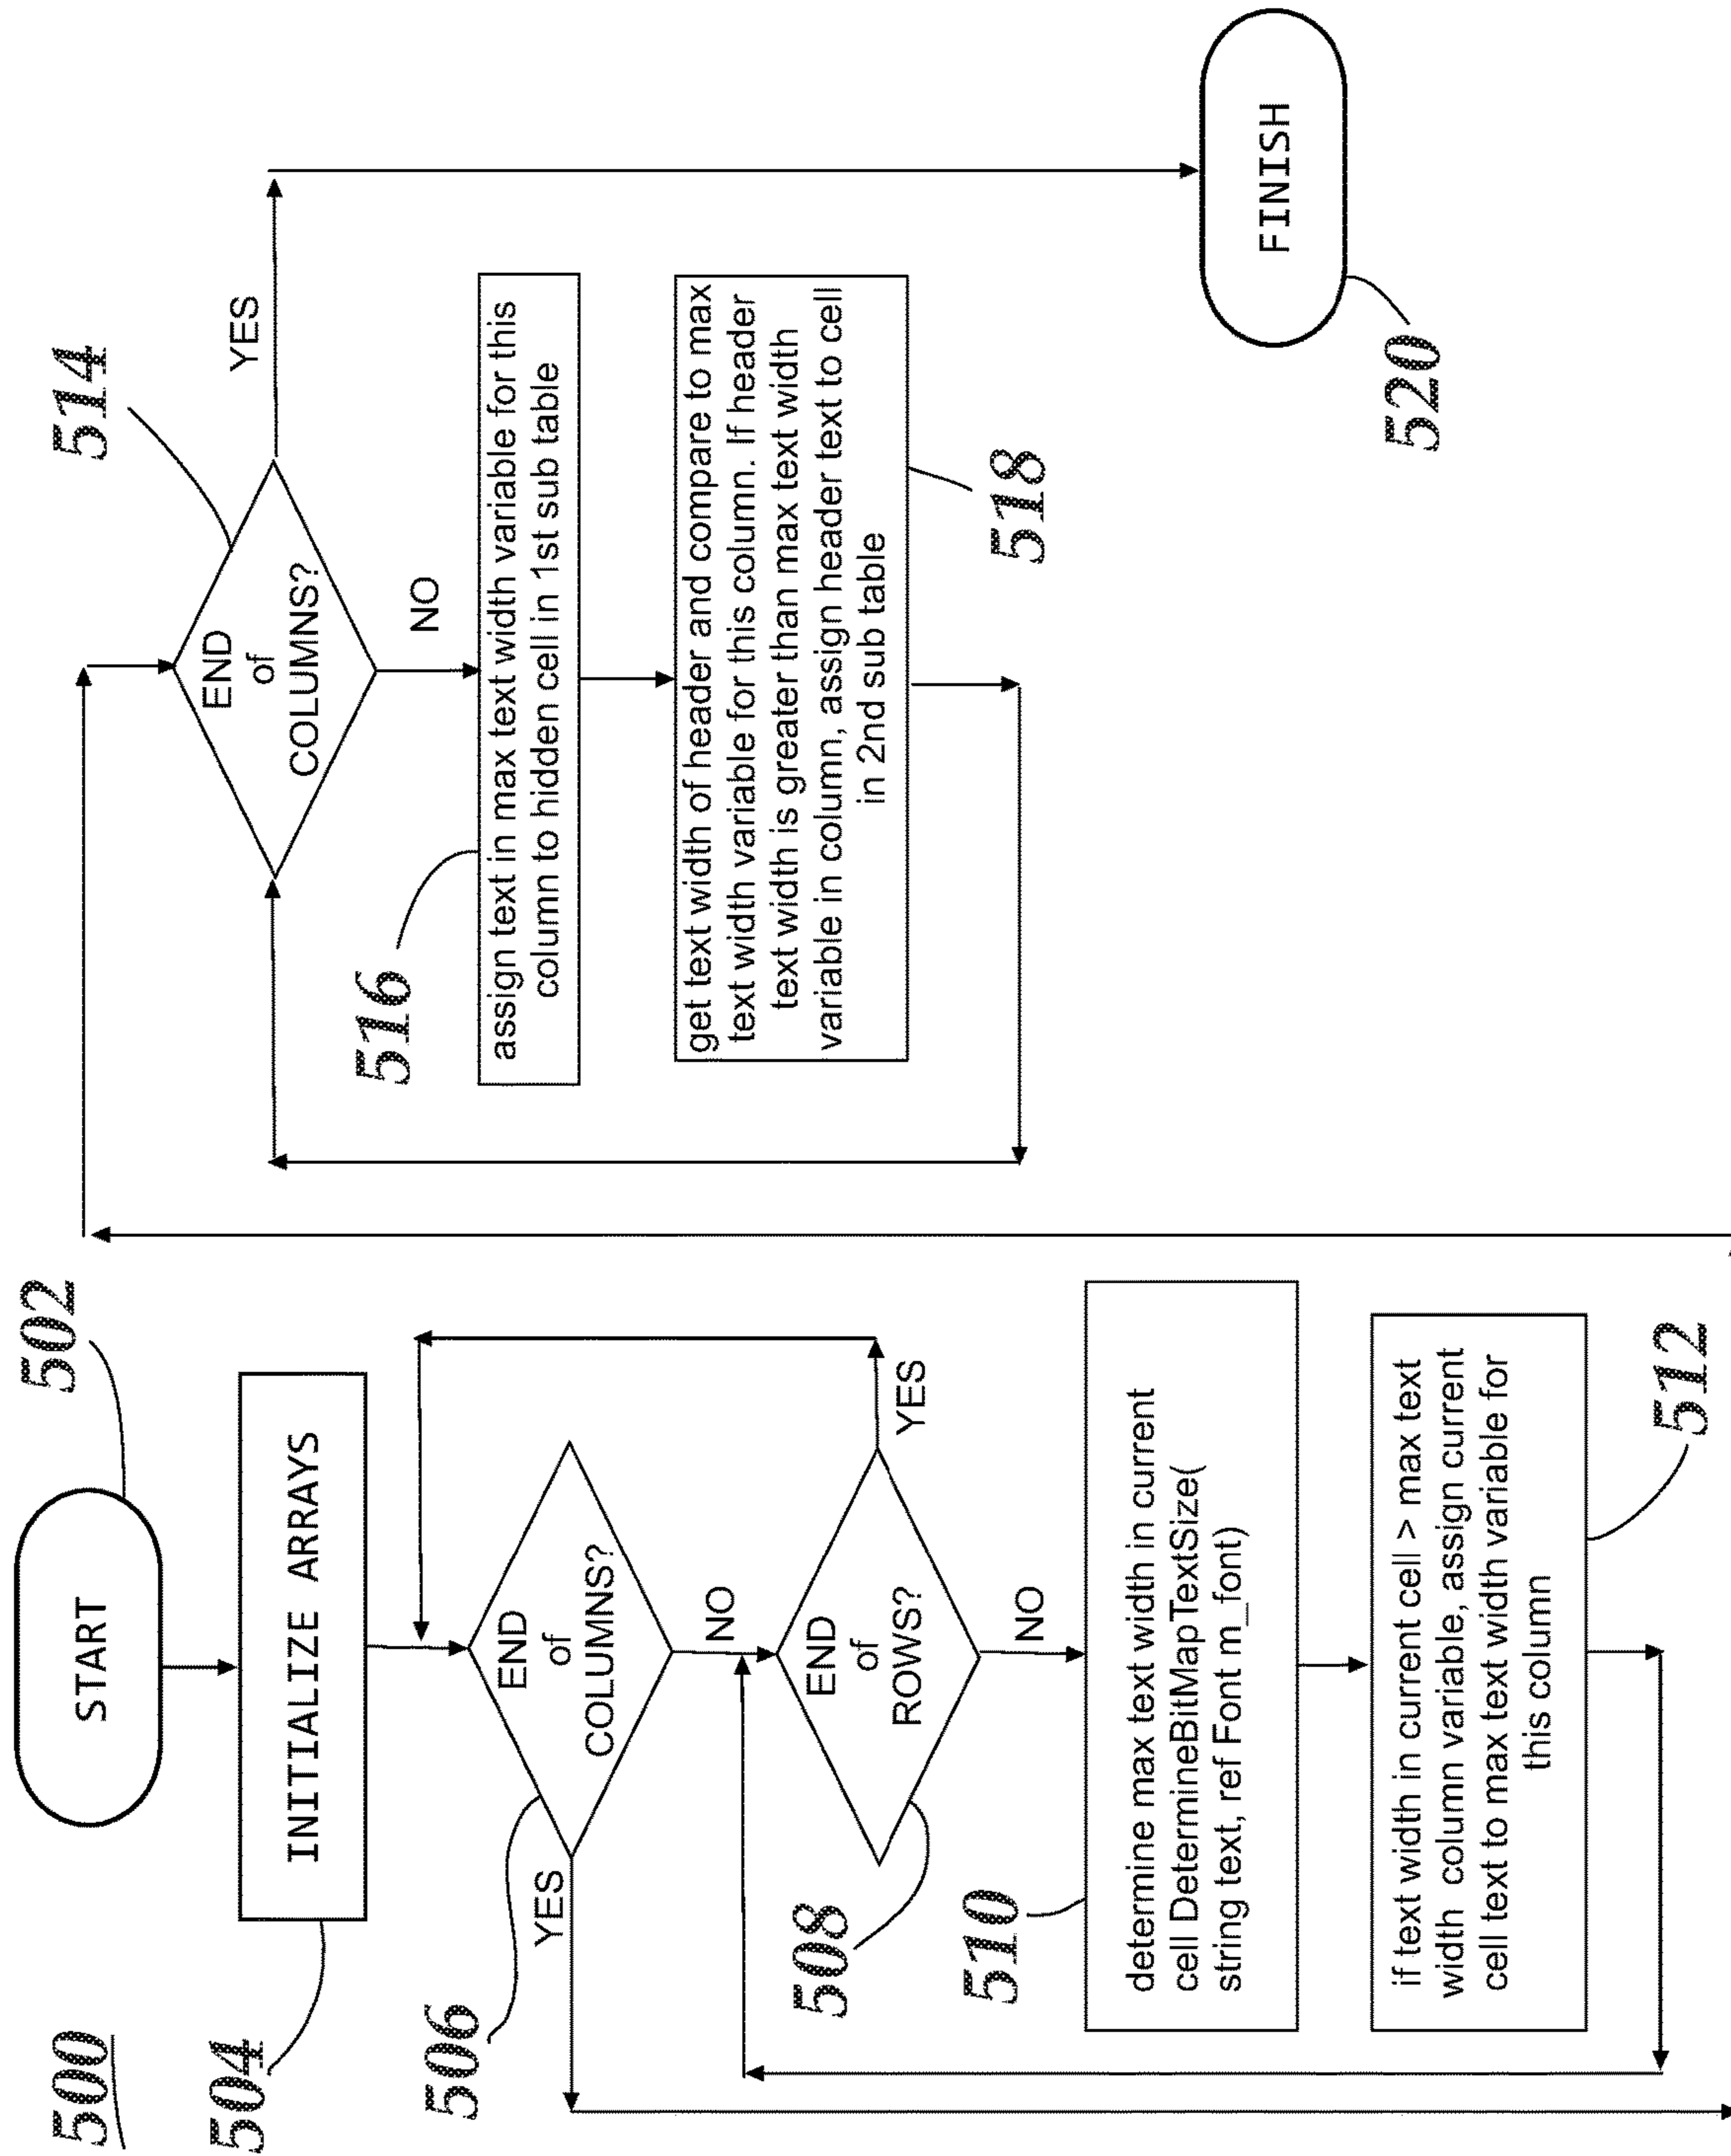 500
START
502
INITIALIZE ARRAYS
504
END
of
COLUMNS?
506
YES
NO
END
of
ROWS?
508
YES
NO
510
determine max text width in current
cell DetermineBitMapTextSize(
string text, ref Font m_font)
if text width in current cell > max text
width column variable, assign current
cell text to max text width variable for
this column
512
514
END
of
COLUMNS?
YES
NO
516
assign text in max text width variable for this
column to hidden cell in 1st sub table
get text width of header and compare to max
text width variable for this column. If header
text width is greater than max text width
variable in column, assign header text to cell
in 2nd sub table
518
FINISH
520